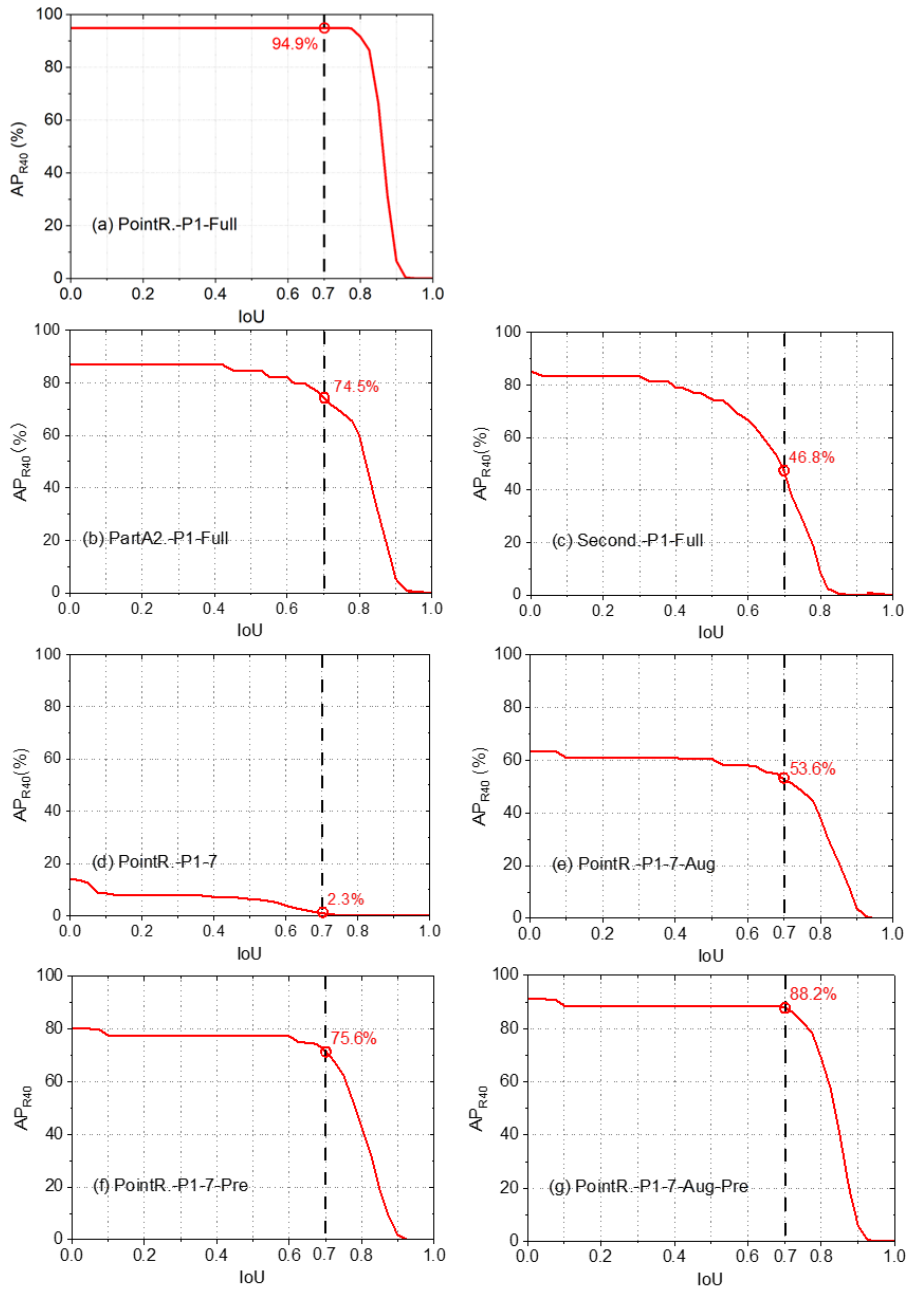 100
80
60
40
20
0
AP_R40 (%)
94.9%
(a) PointR.-P1-Full
0.0 0.2 0.4 0.6 0.7 0.8 1.0
IoU
100
80
60
40
20
0
AP_R40 (%)
74.5%
(b) PartA2.-P1-Full
0.0 0.2 0.4 0.6 0.7 0.8 1.0
IoU
100
80
60
40
20
0
AP_R40 (%)
46.8%
(c) Second.-P1-Full
0.0 0.2 0.4 0.6 0.7 0.8 1.0
IoU
100
80
60
40
20
0
AP_R40(%)
(d) PointR.-P1-7
2.3%
0.0 0.2 0.4 0.6 0.7 0.8 1.0
IoU
100
80
60
40
20
0
AP_R40 (%)
53.6%
(e) PointR.-P1-7-Aug
0.0 0.2 0.4 0.6 0.7 0.8 1.0
IoU
100
80
60
40
20
0
AP_R40
75.6%
(f) PointR.-P1-7-Pre
0.0 0.2 0.4 0.6 0.7 0.8 1.0
IoU
100
80
60
40
20
0
AP_R40
88.2%
(g) PointR.-P1-7-Aug-Pre
0.0 0.2 0.4 0.6 0.7 0.8 1.0
IoU